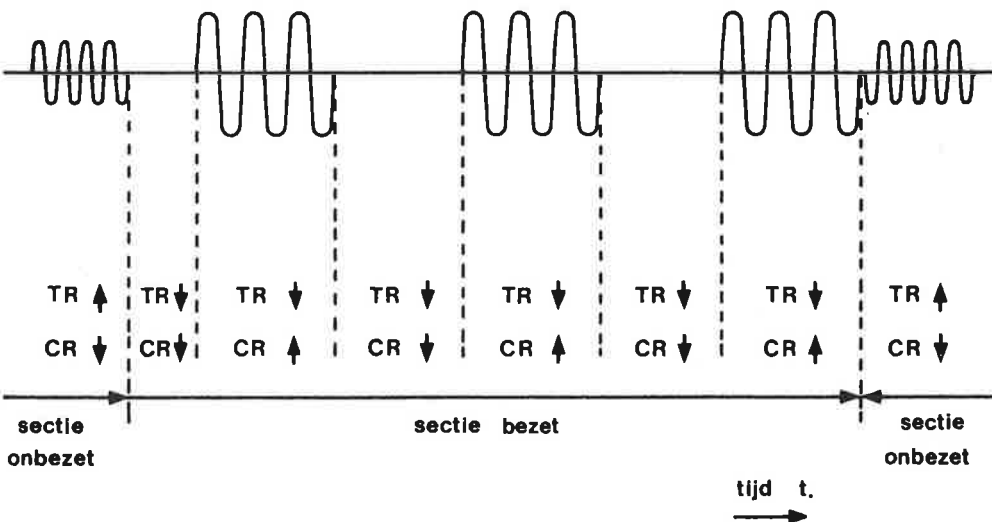 TR TR TR TR TR TR TR TR
CR CR CR CR CR CR CR CR
sectie onbezet
sectie bezet
sectie onbezet
tijd t.